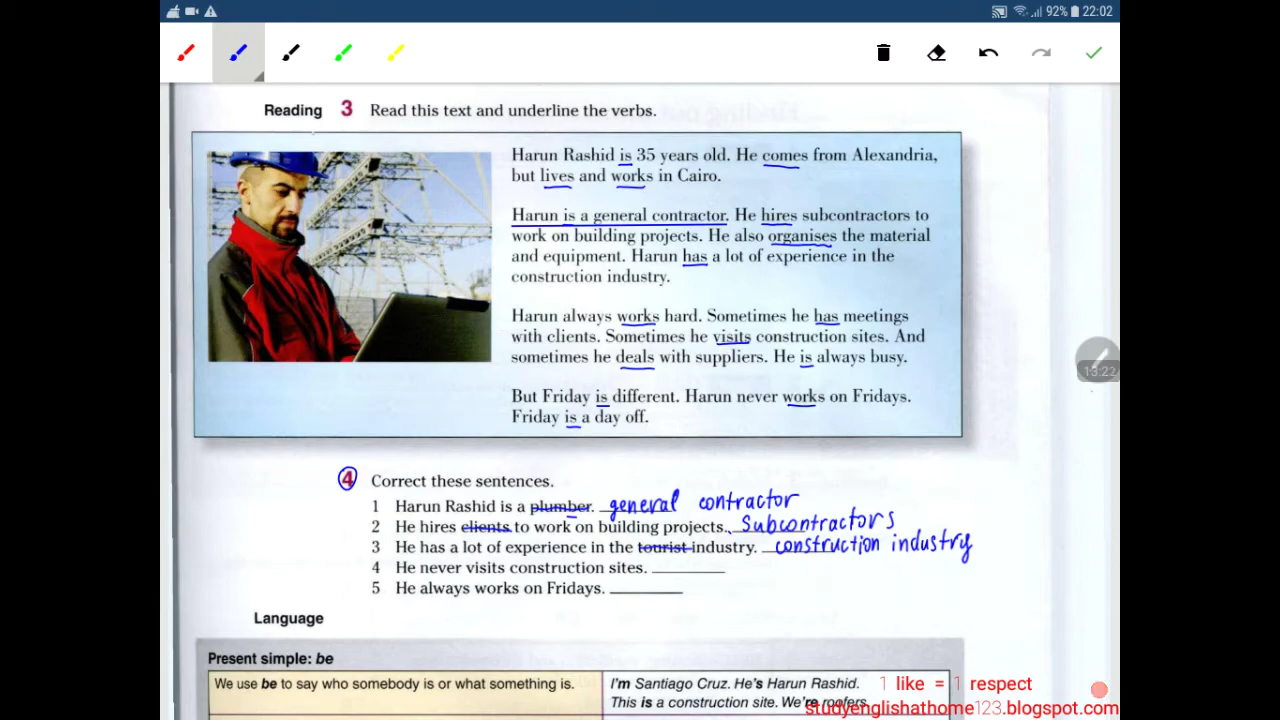 92% 22:02
Reading 3 Read this text and underline the verbs.
Harun Rashid is 35 years old. He comes from Alexandria,
but lives and works in Cairo.
Harun is a general contractor. He hires subcontractors to
work on building projects. He also organises the material
and equipment. Harun has a lot of experience in the
construction industry.
Harun always works hard. Sometimes he has meetings
with clients. Sometimes he visits construction sites. And
sometimes he deals with suppliers. He is always busy.
But Friday is different. Harun never works on Fridays.
Friday is a day off.
13:22
4 Correct these sentences.
1 Harun Rashid is a plumber. general contractor
2 He hires clients to work on building projects. Subcontractors
3 He has a lot of experience in the tourist industry. construction industry
4 He never visits construction sites.
5 He always works on Fridays.
Language
Present simple: be
We use be to say who somebody is or what something is.
I'm Santiago Cruz. He's Harun Rashid.
This is a construction site. We're roofers.
1 like = 1 respect
studyenglishathome123.blogspot.com